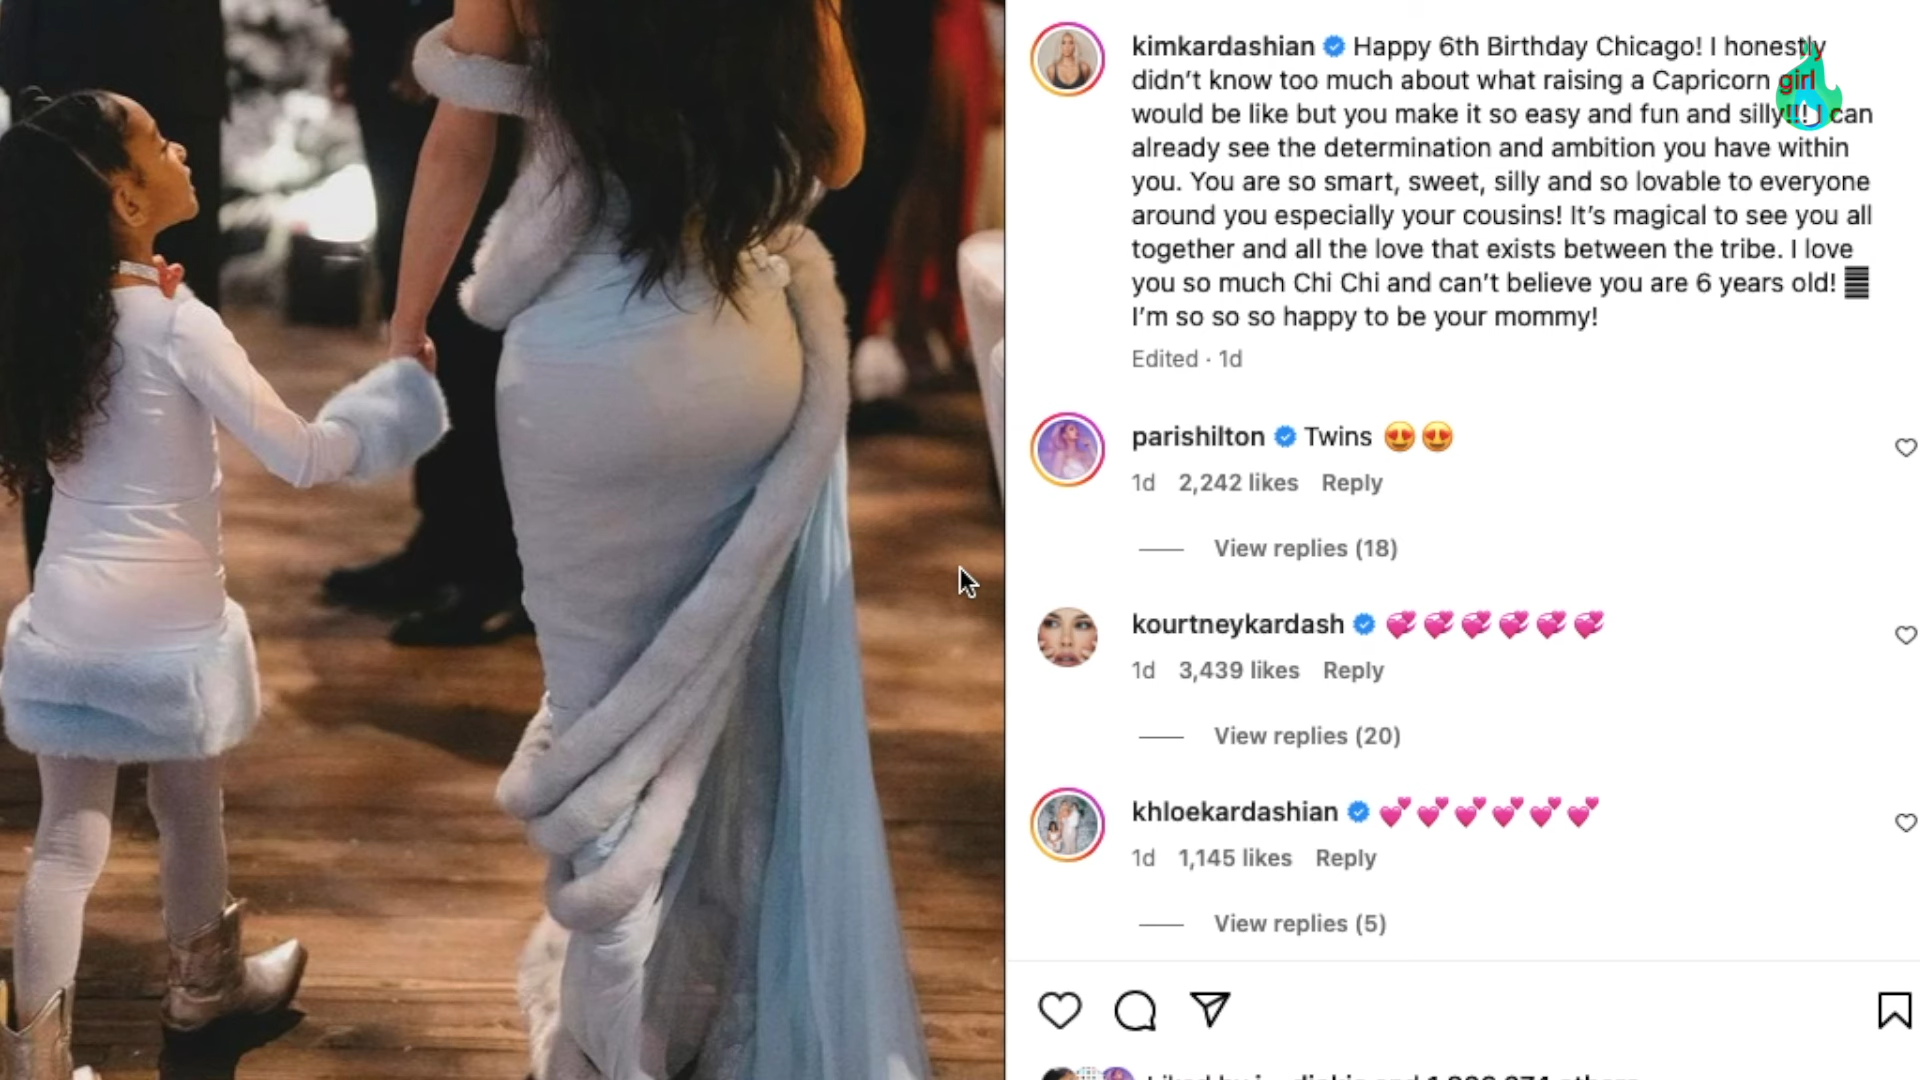 kimkardashian Happy 6th Birthday Chicago! I honestly
didn't know too much about what raising a Capricorn girl
would be like but you make it so easy and fun and silly!!! I can
already see the determination and ambition you have within
you. You are so smart, sweet, silly and so lovable to everyone
around you especially your cousins! It's magical to see you all
together and all the love that exists between the tribe. I love
you so much Chi Chi and can't believe you are 6 years old!
I'm so so so happy to be your mommy!
Edited · 1d
parishilton Twins 😍😍
1d 2,242 likes Reply
View replies (18)
kourtneykardash 💞💞💞💞💞💞
1d 3,439 likes Reply
View replies (20)
khloekardashian 💕💕💕💕💕💕
1d 1,145 likes Reply
View replies (5)